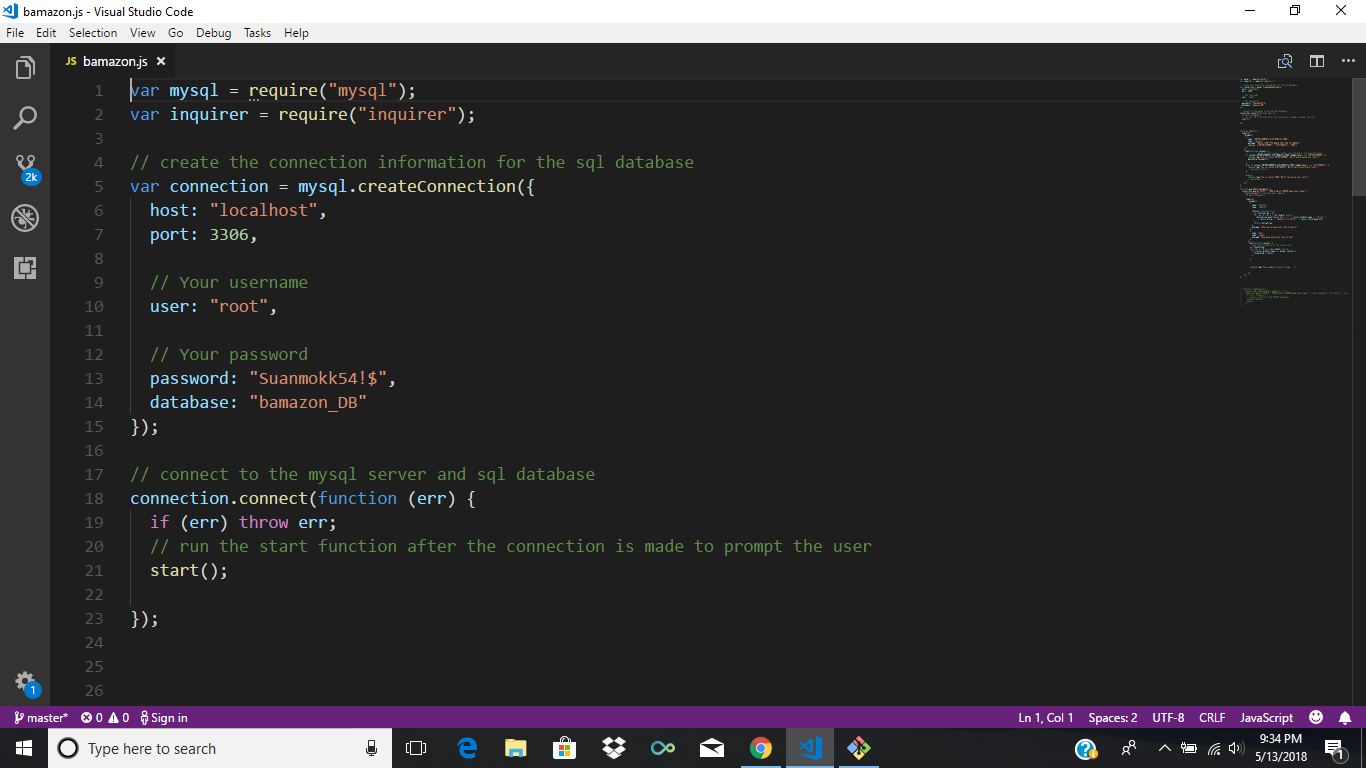 bamazon.js - Visual Studio Code
File Edit Selection View Go Debug Tasks Help
JS bamazon.js
1 var mysql = require("mysql");
2 var inquirer = require("inquirer");
3
4 // create the connection information for the sql database
5 var connection = mysql.createConnection({
6 host: "localhost",
7 port: 3306,
8
9 // Your username
10 user: "root",
11
12 // Your password
13 password: "Suanmokk54!$",
14 database: "bamazon_DB"
15 });
16
17 // connect to the mysql server and sql database
18 connection.connect(function (err) {
19 if (err) throw err;
20 // run the start function after the connection is made to prompt the user
21 start();
22
23 });
24
25
26
2k
1
master* 0 0 Sign in Ln 1, Col 1 Spaces: 2 UTF-8 CRLF JavaScript
Type here to search
9:34 PM
5/13/2018
1